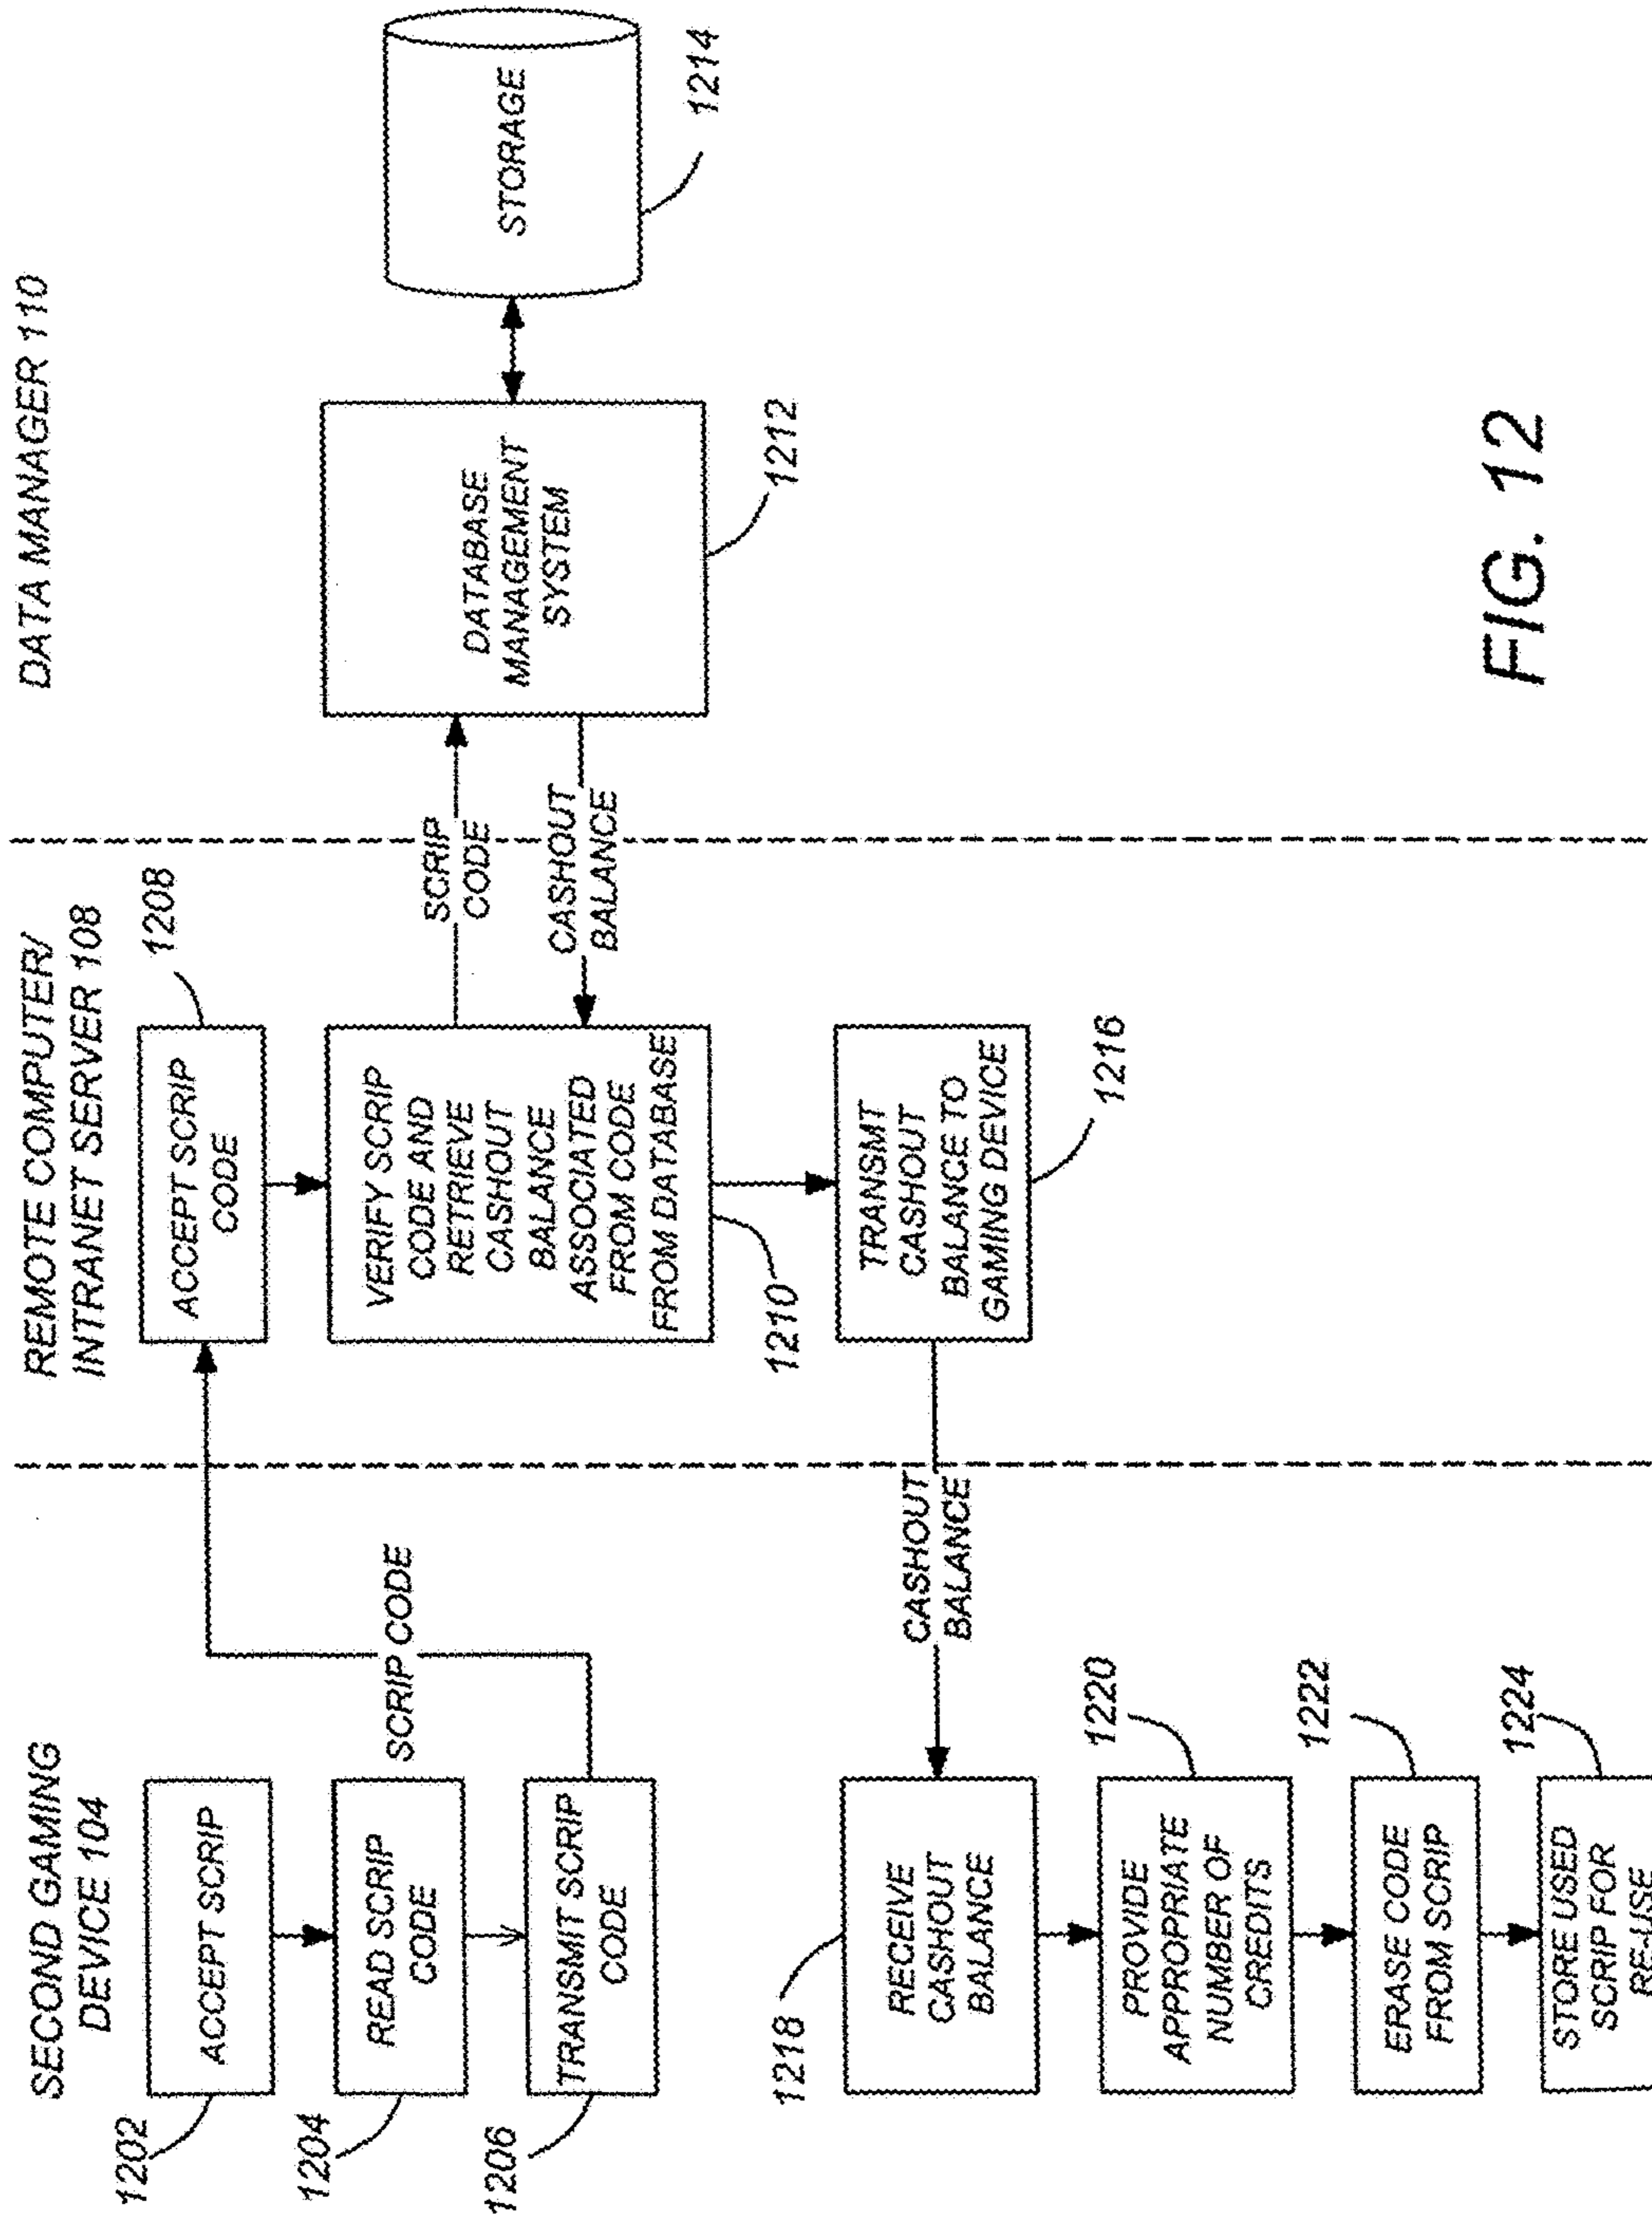 SECOND GAMING
DEVICE 104
1202
ACCEPT SCRIP
1204
READ SCRIP
CODE
1206
TRANSMIT SCRIP
CODE
SCRIP CODE
1218
RECEIVE
CASHOUT
BALANCE
1220
PROVIDE
APPROPRIATE
NUMBER OF
CREDITS
1222
ERASE CODE
FROM SCRIP
1224
STORE USED
SCRIP FOR
RE-USE
CASHOUT
BALANCE
REMOTE COMPUTER/
INTRANET SERVER 108
1208
ACCEPT SCRIP
CODE
VERIFY SCRIP
CODE AND
RETRIEVE
CASHOUT
BALANCE
ASSOCIATED
FROM CODE
FROM DATABASE
1210
TRANSMT
CASHOUT
BALANCE TO
GAMING DEVICE
1216
SCRIP
CODE
CASHOUT
BALANCE
DATA MANAGER 110
DATABASE
MANAGEMENT
SYSTEM
1212
STORAGE
1214
FIG. 12